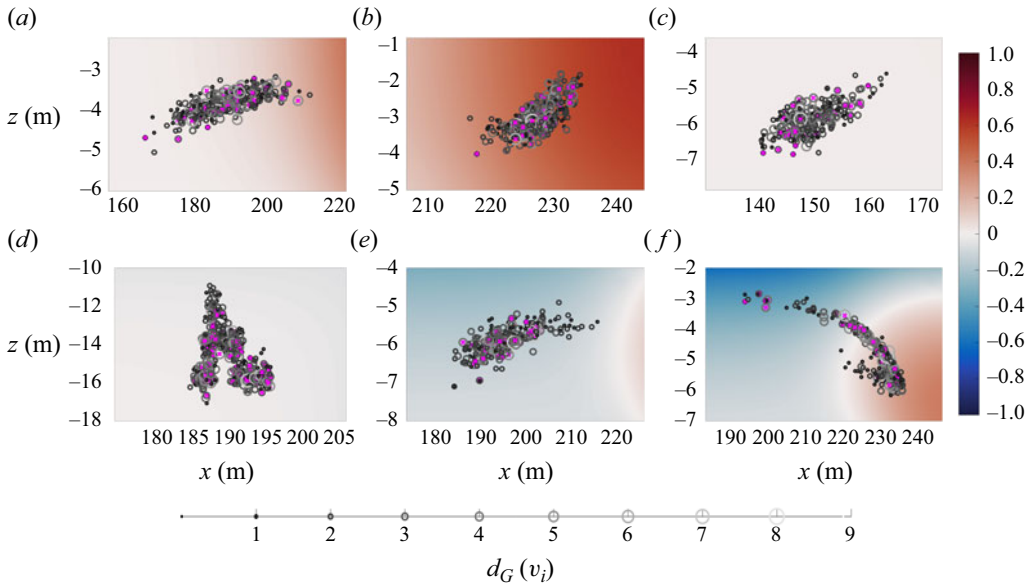 (a) (b) (c)
z (m) –3 –4 –5 –6
160 180 200 220
–1 –2 –3 –4 –5
210 220 230 240
–4 –5 –6 –7
140 150 160 170
1.0
0.8
0.6
0.4
0.2
0
–0.2
–0.4
–0.6
–0.8
–1.0
(d) (e) (f)
z (m) –10 –12 –14 –16 –18
180 185 190 195 200 205
x (m)
–4 –5 –6 –7 –8
180 190 200 210 220
x (m)
–2 –3 –4 –5 –6 –7
190 200 210 220 230 240
x (m)
1 2 3 4 5 6 7 8 9
d_G (v_i)